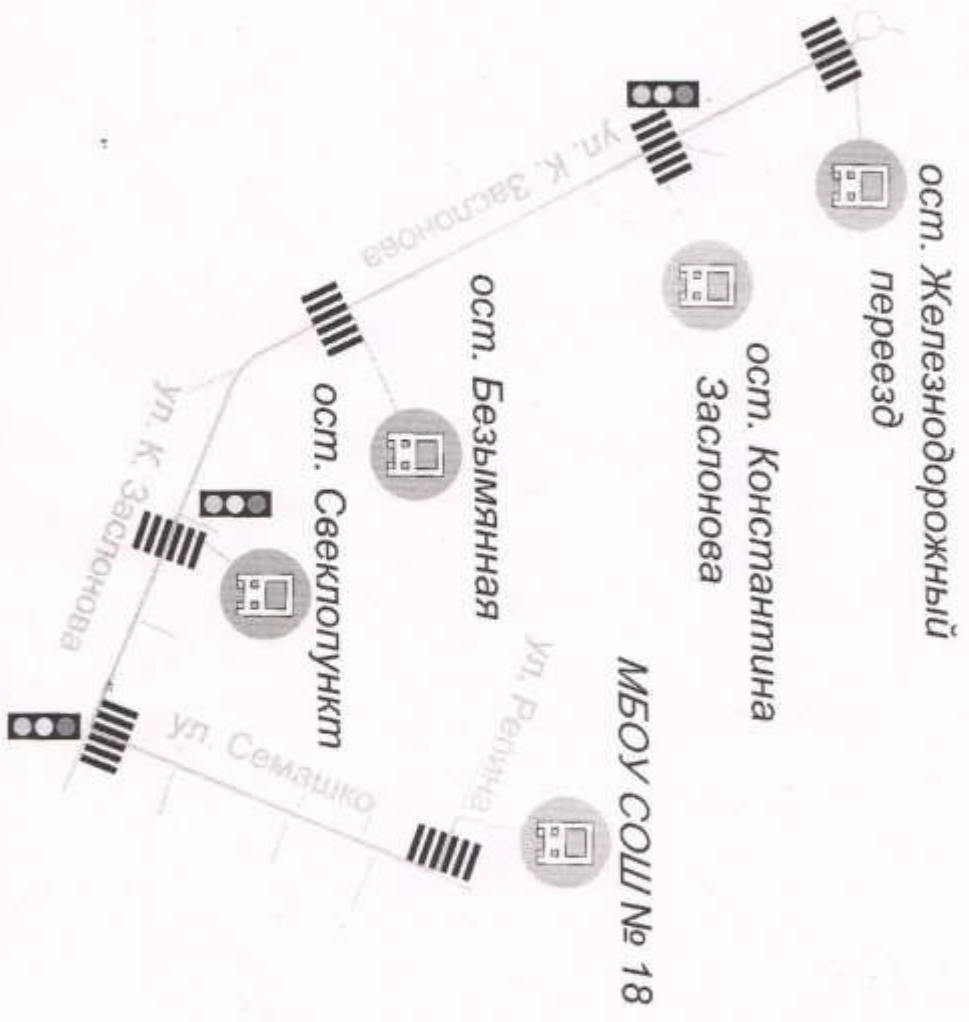 ост. Железнодорожный
переезд
ост. Константина
Заслонова
ул. К. Заслонова
ост. Безымянная
ост. Свеклопункт
ул. К. Заслонова
ул. Семашко
ул. Репина
МБОУ СОШ № 18